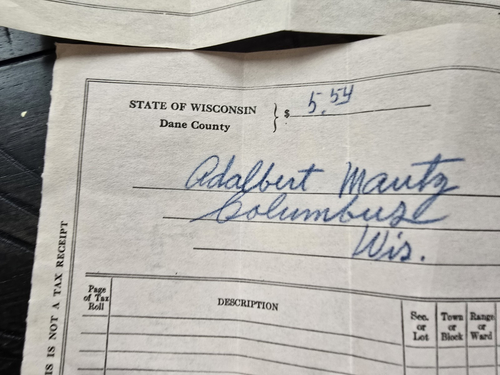 STATE OF WISCONSIN
Dane County
$ 5.54
Adalbert Mautz
Columbus
Wis.
IS IS NOT A TAX RECEIPT
Page of Tax Roll
DESCRIPTION
Sec. or Lot
Town or Block
Range or Ward